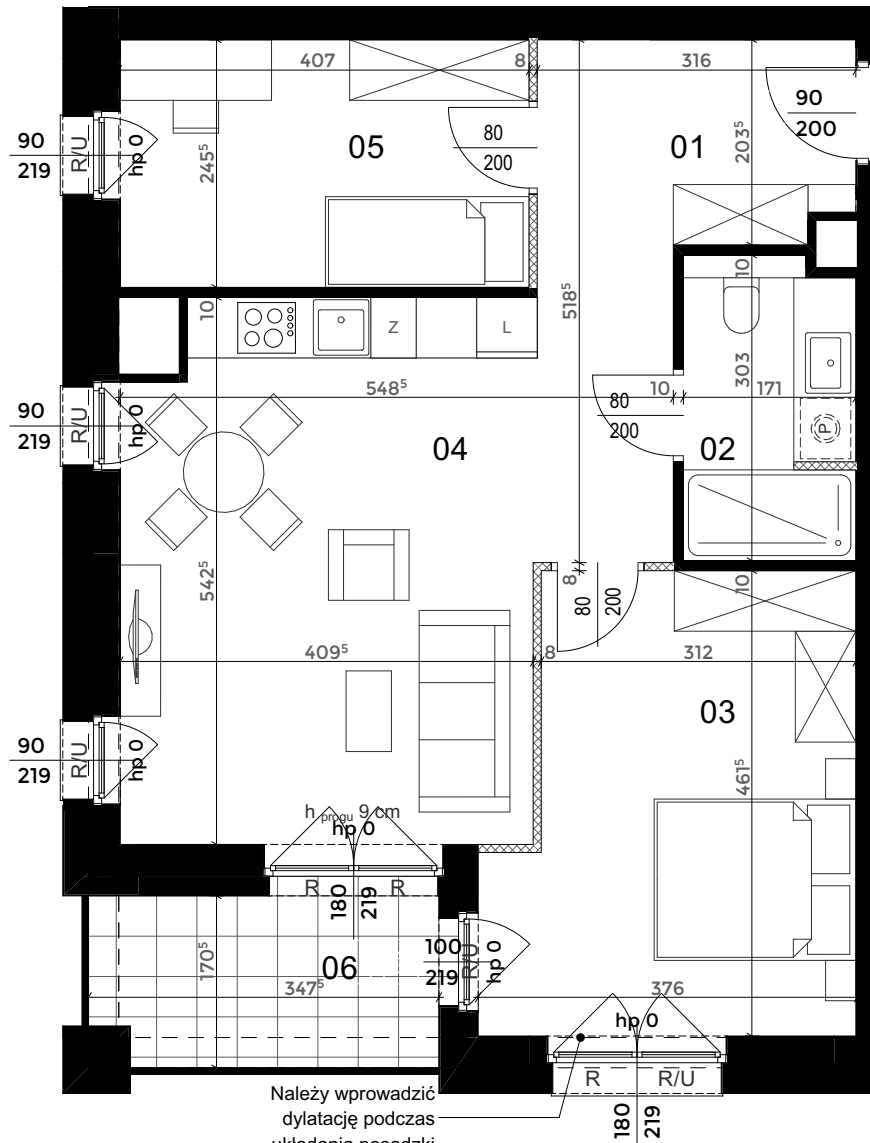 407
8
316
90
200
80
200
05
01
203⁵
90
219
R/U
hp 0
245⁵
10
10
518⁵
Z
L
303
548⁵
10
171
80
200
90
219
R/U
hp 0
04
02
P
542⁵
8
80
200
10
409⁵
8
312
03
90
219
R/U
hp 0
461⁵
h progu 9 cm
hp 0
R
R
180
219
170⁵
06
347⁵
100
219
R/U
hp 0
376
hp 0
R
R/U
180
219
Należy wprowadzić
dylatację podczas
układania posadzki